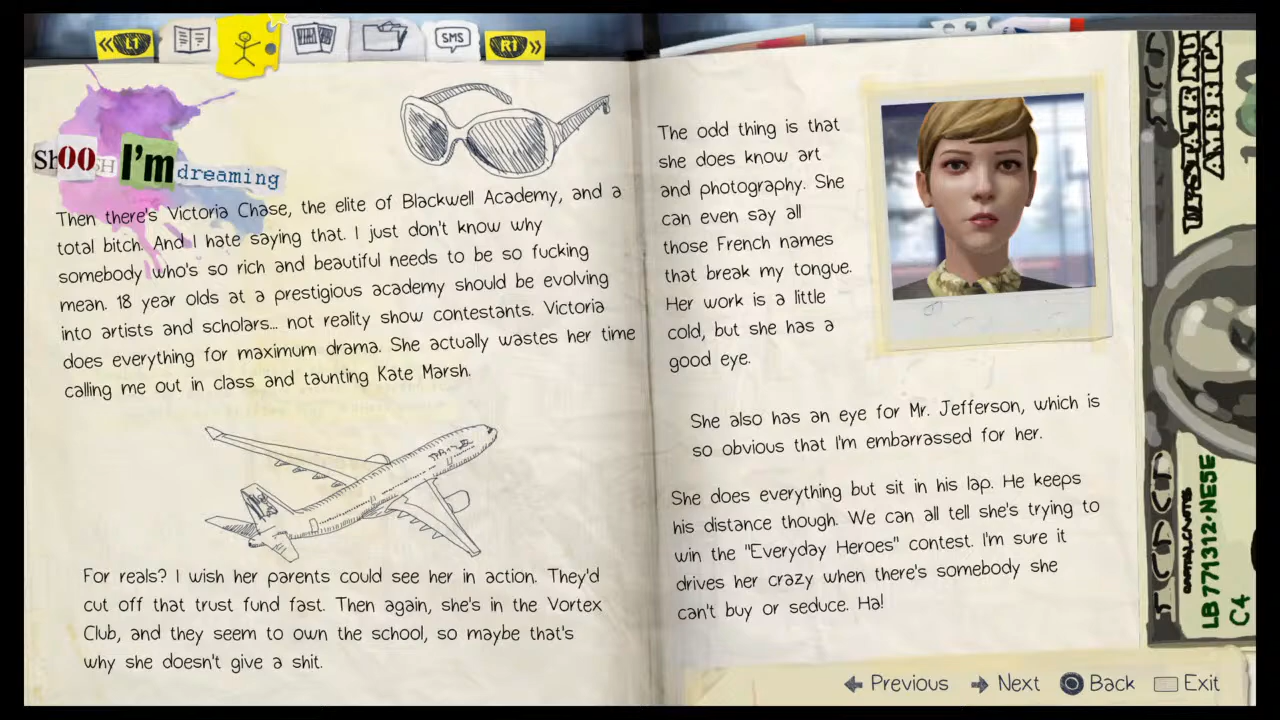 L1
SMS
R1
ShOOSH I'm dreaming
Then there's Victoria Chase, the elite of Blackwell Academy, and a
total bitch. And I hate saying that. I just don't know why
somebody who's so rich and beautiful needs to be so fucking
mean. 18 year olds at a prestigious academy should be evolving
into artists and scholars... not reality show contestants. Victoria
does everything for maximum drama. She actually wastes her time
calling me out in class and taunting Kate Marsh.
For reals? I wish her parents could see her in action. They'd
cut off that trust fund fast. Then again, she's in the Vortex
Club, and they seem to own the school, so maybe that's
why she doesn't give a shit.
The odd thing is that
she does know art
and photography. She
can even say all
those French names
that break my tongue.
Her work is a little
cold, but she has a
good eye.
She also has an eye for Mr. Jefferson, which is
so obvious that I'm embarrassed for her.
She does everything but sit in his lap. He keeps
his distance though. We can all tell she's trying to
win the "Everyday Heroes" contest. I'm sure it
drives her crazy when there's somebody she
can't buy or seduce. Ha!
AMERICA
LB771312-NE5E
C4
Previous Next Back Exit